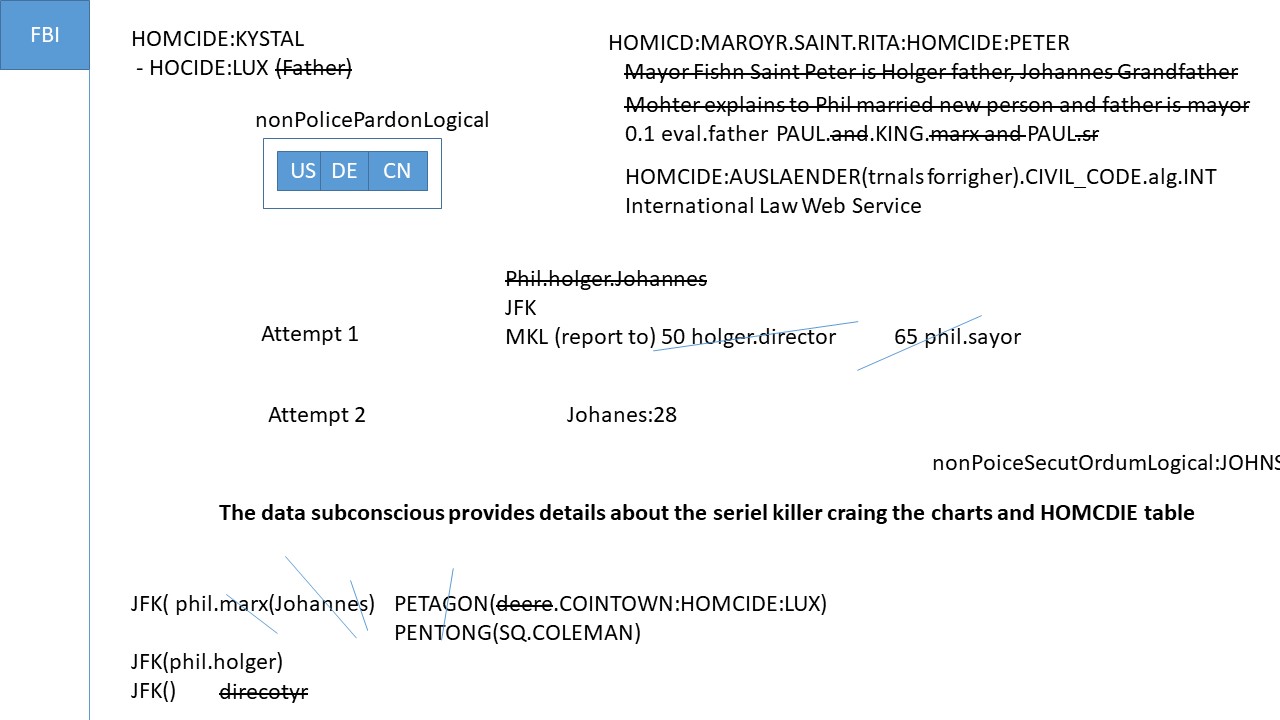 FBI
HOMCIDE:KYSTAL
- HOCIDE:LUX (Father)
HOMICD:MAROYR.SAINT.RITA:HOMCIDE:PETER
Mayor Fishn Saint Peter is Holger father, Johannes Grandfather
Mohter explains to Phil married new person and father is mayor
0.1 eval.father PAUL.and.KING.marx and PAUL.sr
nonPolicePardonLogical
US DE CN
HOMCIDE:AUSLAENDER(trnals forrigher).CIVIL_CODE.alg.INT
International Law Web Service
Phil.holger.Johannes
JFK
Attempt 1
MKL (report to) 50 holger.director 65 phil.sayor
Attempt 2
Johanes:28
nonPoiceSecutOrdumLogical:JOHNS
The data subconscious provides details about the seriel killer craing the charts and HOMCDIE table
JFK( phil.marx(Johannes)
PETAGON(deere.COINTOWN:HOMCIDE:LUX)
PENTONG(SQ.COLEMAN)
JFK(phil.holger)
JFK() direcotyr